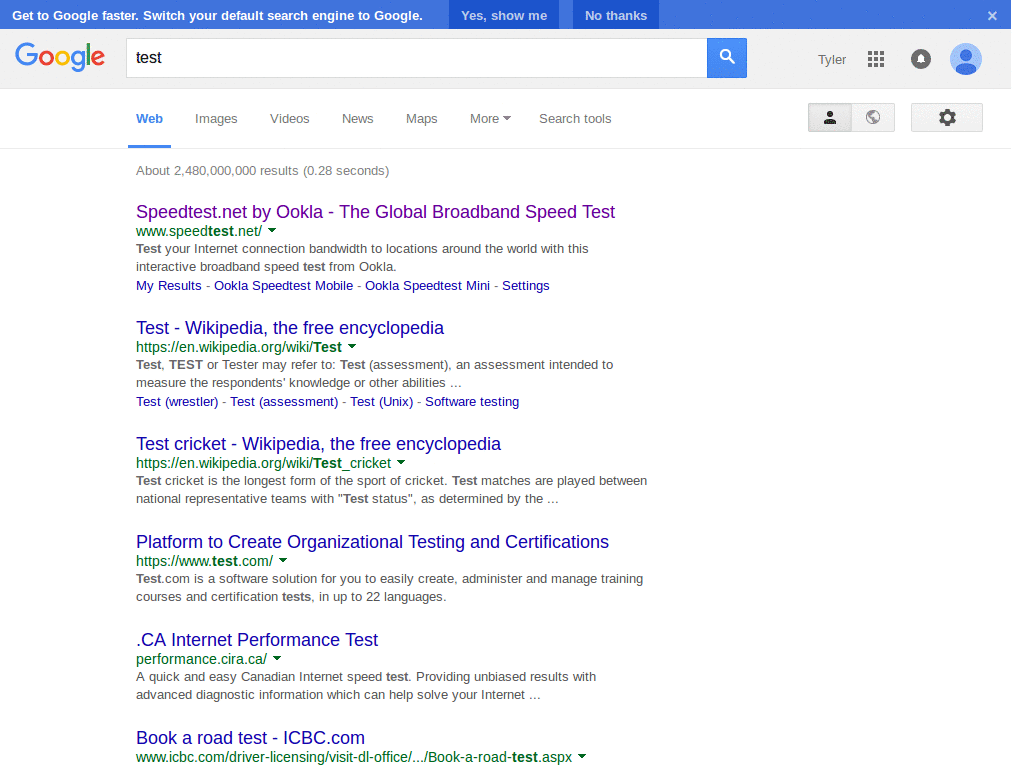 Get to Google faster. Switch your default search engine to Google. Yes, show me No thanks ×
Google test Tyler
Web Images Videos News Maps More Search tools
About 2,480,000,000 results (0.28 seconds)
Speedtest.net by Ookla - The Global Broadband Speed Test
www.speedtest.net/
Test your Internet connection bandwidth to locations around the world with this
interactive broadband speed test from Ookla.
My Results - Ookla Speedtest Mobile - Ookla Speedtest Mini - Settings
Test - Wikipedia, the free encyclopedia
https://en.wikipedia.org/wiki/Test
Test, TEST or Tester may refer to: Test (assessment), an assessment intended to
measure the respondents' knowledge or other abilities ...
Test (wrestler) - Test (assessment) - Test (Unix) - Software testing
Test cricket - Wikipedia, the free encyclopedia
https://en.wikipedia.org/wiki/Test_cricket
Test cricket is the longest form of the sport of cricket. Test matches are played between
national representative teams with "Test status", as determined by the ...
Platform to Create Organizational Testing and Certifications
https://www.test.com/
Test.com is a software solution for you to easily create, administer and manage training
courses and certification tests, in up to 22 languages.
.CA Internet Performance Test
performance.cira.ca/
A quick and easy Canadian Internet speed test. Providing unbiased results with
advanced diagnostic information which can help solve your Internet ...
Book a road test - ICBC.com
www.icbc.com/driver-licensing/visit-dl-office/.../Book-a-road-test.aspx